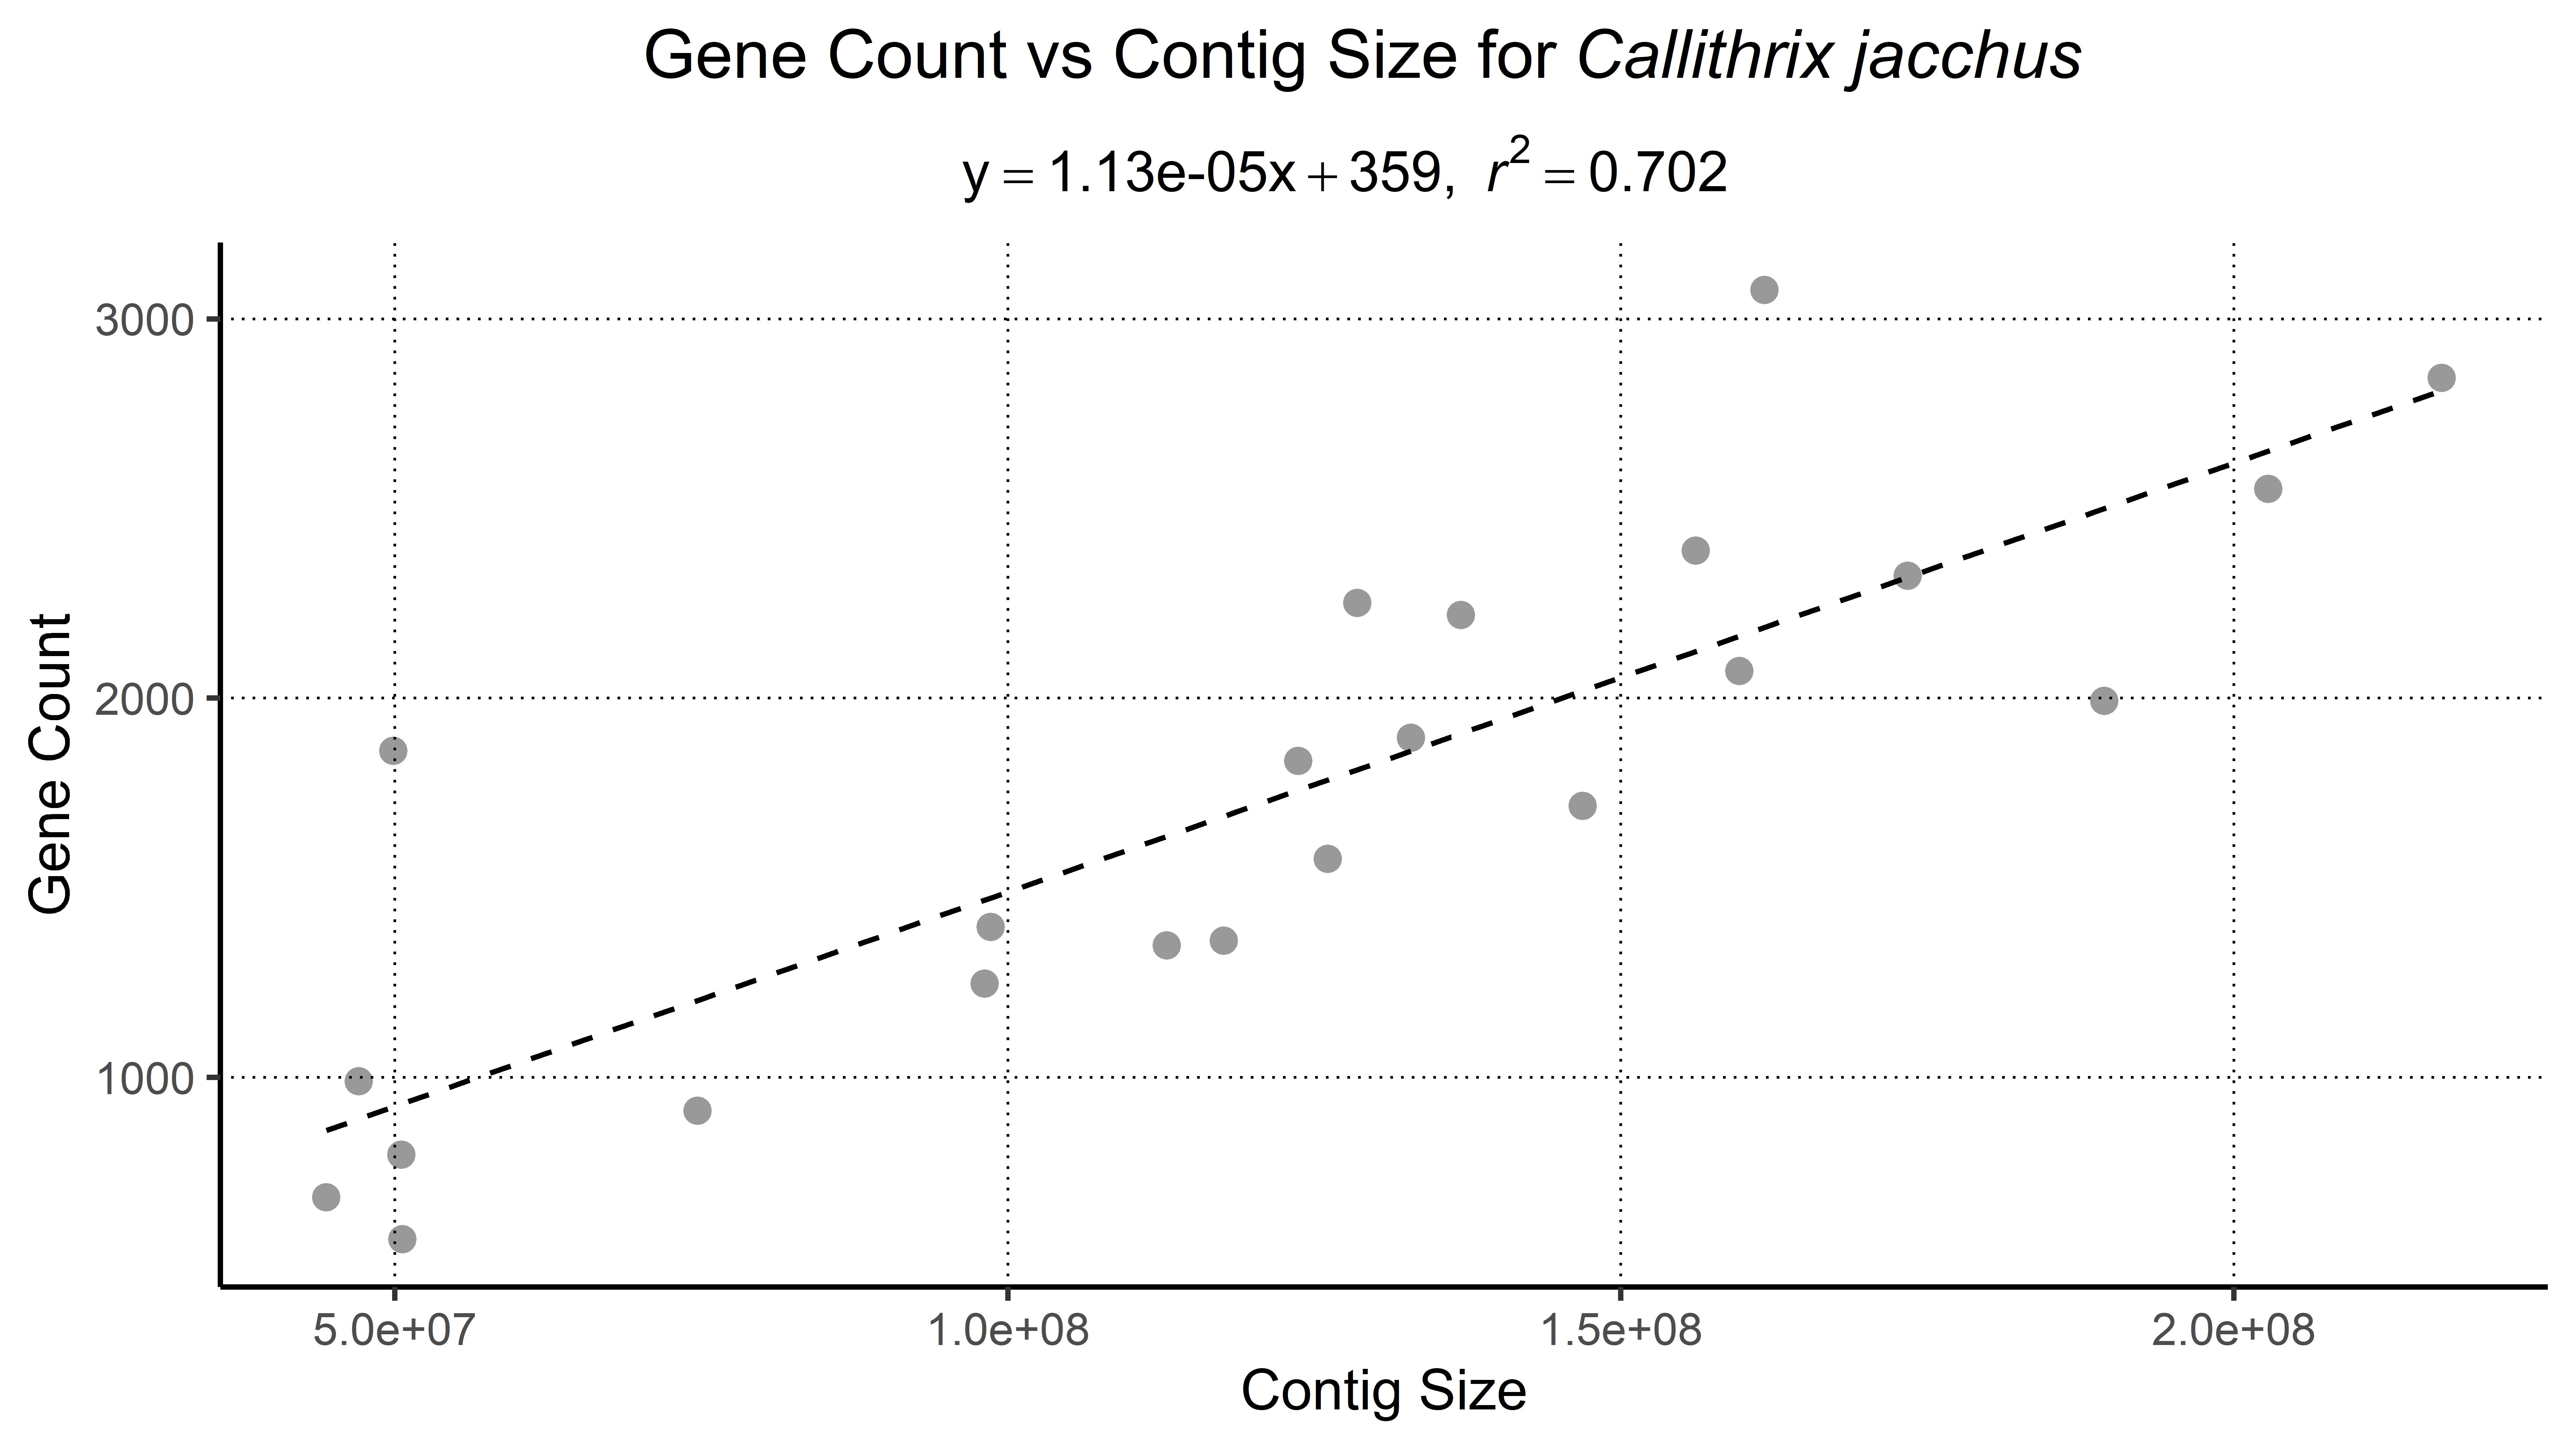 Gene Count vs Contig Size for Callithrix jacchus
y = 1.13e-05x + 359, r² = 0.702
3000
2000
1000
Gene Count
5.0e+07 1.0e+08 1.5e+08 2.0e+08
Contig Size